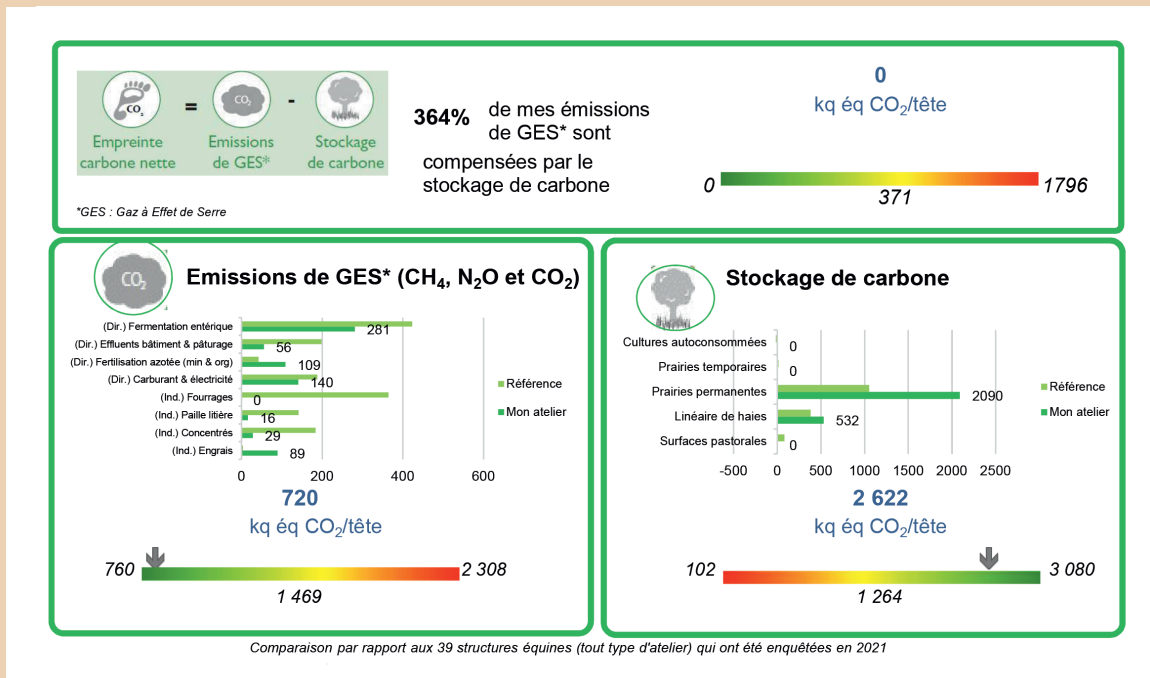 CO₂
=
CO₂
-
Empreinte
carbone nette
Emissions
de GES*
Stockage
de carbone
*GES : Gaz à Effet de Serre
364% de mes émissions
de GES* sont
compensées par le
stockage de carbone
0
kq éq CO₂/tête
0
371
1796
CO₂
Emissions de GES* (CH₄, N₂O et CO₂)
(Dir.) Fermentation entérique 281
(Dir.) Effluents bâtiment & pâturage 56
(Dir.) Fertilisation azotée (min & org) 109
(Dir.) Carburant & électricité 140
(Ind.) Fourrages 0
(Ind.) Paille litière 16
(Ind.) Concentrés 29
(Ind.) Engrais 89
0 200 400 600
Référence
Mon atelier
720
kq éq CO₂/tête
760
2 308
1 469
Stockage de carbone
Cultures autoconsommées 0
Prairies temporaires 0
Prairies permanentes 2090
Linéaire de haies 532
Surfaces pastorales 0
-500 0 500 1000 1500 2000 2500
Référence
Mon atelier
2 622
kq éq CO₂/tête
102
3 080
1 264
Comparaison par rapport aux 39 structures équines (tout type d'atelier) qui ont été enquêtées en 2021